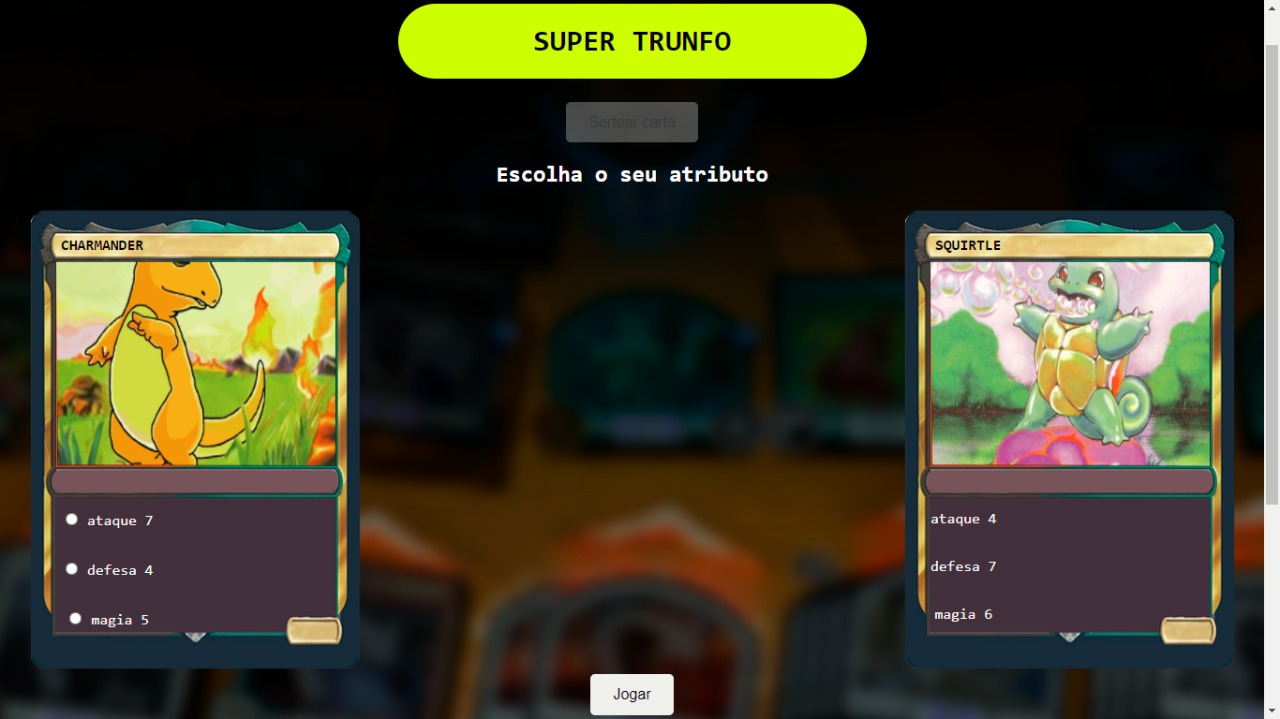 SUPER TRUNFO
Sortear carta
Escolha o seu atributo
CHARMANDER
ataque 7
defesa 4
magia 5
SQUIRTLE
ataque 4
defesa 7
magia 6
Jogar